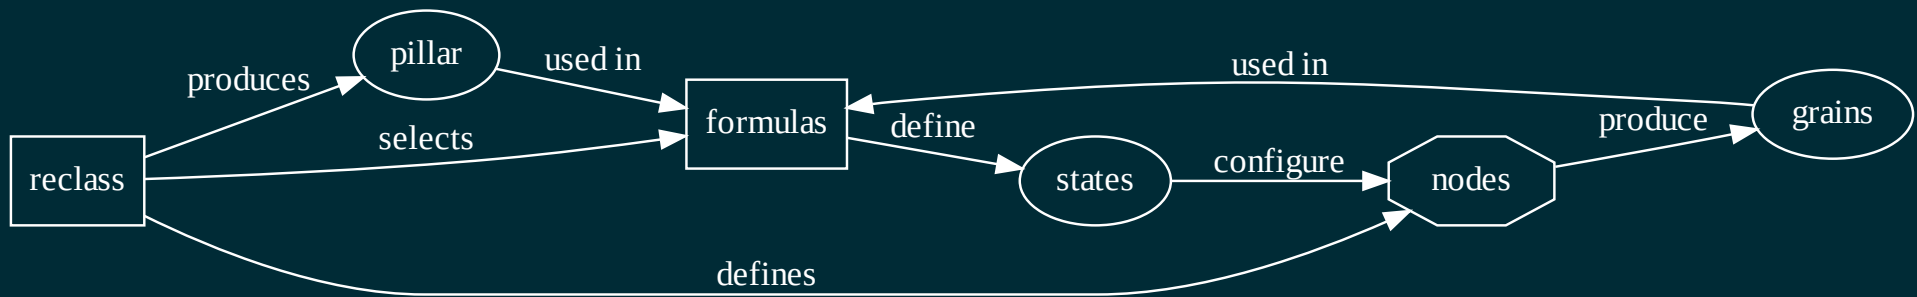 pillar
used in
used in
produces
grains
formulas
produce
define
selects
configure
reclass
states
nodes
defines